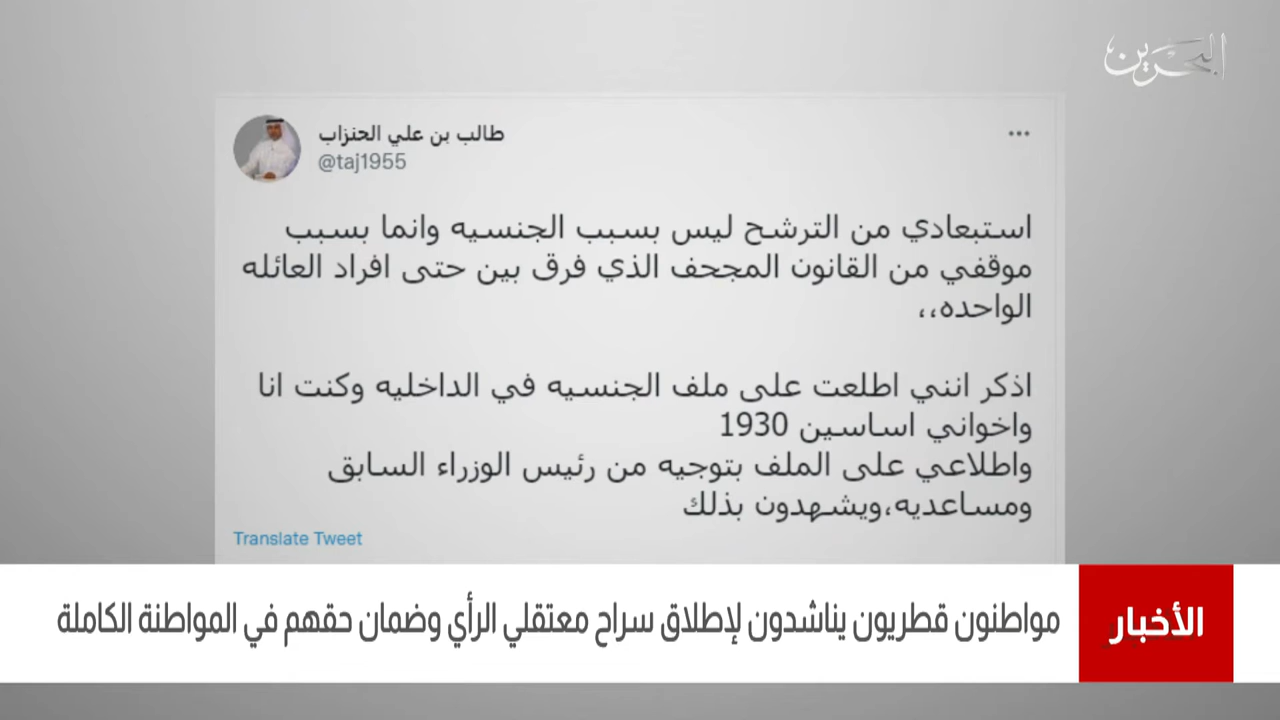 البحرين
طالب بن علي الحنزاب
@taj1955
استبعادي من الترشح ليس بسبب الجنسيه وانما بسبب
موقفي من القانون المجحف الذي فرق بين حتى افراد العائله
الواحده،،
اذكر انني اطلعت على ملف الجنسيه في الداخليه وكنت انا
واخواني اساسين 1930
واطلاعي على الملف بتوجيه من رئيس الوزراء السابق
ومساعديه،ويشهدون بذلك
Translate Tweet
الأخبار
مواطنون قطريون يناشدون لإطلاق سراح معتقلي الرأي وضمان حقهم في المواطنة الكاملة